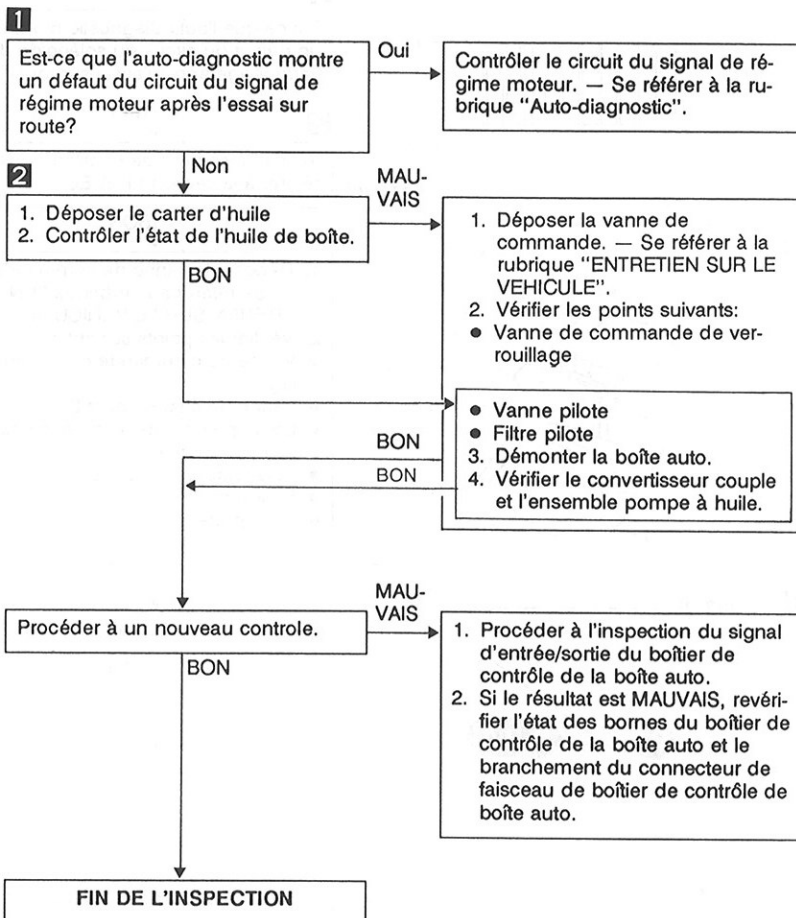 1
Est-ce que l'auto-diagnostic montre
un défaut du circuit du signal de
régime moteur après l'essai sur
route?
Oui
Contrôler le circuit du signal de ré-
gime moteur. — Se référer à la ru-
brique "Auto-diagnostic".
Non
2
1. Déposer le carter d'huile
2. Contrôler l'état de l'huile de boîte.
MAU-
VAIS
BON
1. Déposer la vanne de
commande. — Se référer à la
rubrique "ENTRETIEN SUR LE
VEHICULE".
2. Vérifier les points suivants:
● Vanne de commande de ver-
rouillage
● Vanne pilote
● Filtre pilote
3. Démonter la boîte auto.
4. Vérifier le convertisseur couple
et l'ensemble pompe à huile.
BON
BON
Procéder à un nouveau controle.
MAU-
VAIS
BON
1. Procéder à l'inspection du signal
d'entrée/sortie du boîtier de
contrôle de la boîte auto.
2. Si le résultat est MAUVAIS, revéri-
fier l'état des bornes du boîtier de
contrôle de la boîte auto et le
branchement du connecteur de
faisceau de boîtier de contrôle de
boîte auto.
FIN DE L'INSPECTION